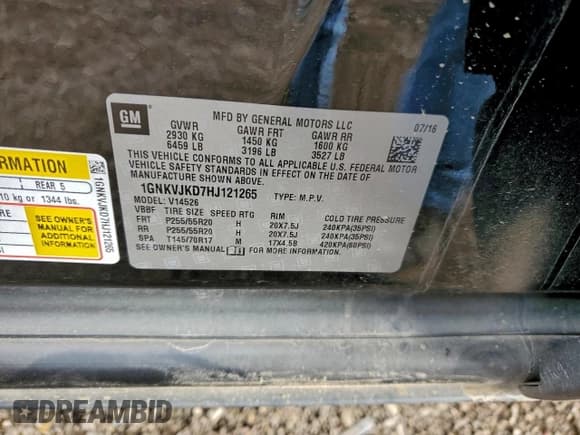 GM
MFD BY GENERAL MOTORS LLC
07/16
GVWR GAWR FRT GAWR RR
2930 KG 1450 KG 1600 KG
6459 LB 3196 LB 3527 LB
THIS VEHICLE CONFORMS TO ALL APPLICABLE U.S. FEDERAL MOTOR
VEHICLE SAFETY STANDARDS IN EFFECT ON THE DATE OF
MANUFACTURE SHOWN ABOVE.
1GNKVJKD7HJ121265 TYPE: M.P.V.
MODEL: V14526
VBBF TIRE SIZE SPEED RTG RIM COLD TIRE PRESSURE
FRT P255/55R20 H 20X7.5J 240KPA(35PSI)
RR P255/55R20 H 20X7.5J 240KPA(35PSI)
SPA T145/70R17 M 17X4.5B 420KPA(60PSI)
SEE OWNER'S MANUAL FOR MORE INFORMATION.
ORMATION
REAR 5
10 kg or 1344 lbs.
SEE OWNER'S
MANUAL FOR
ADDITIONAL
INFORMATION
1GNKVJKD7HJ121265
DREAMBID